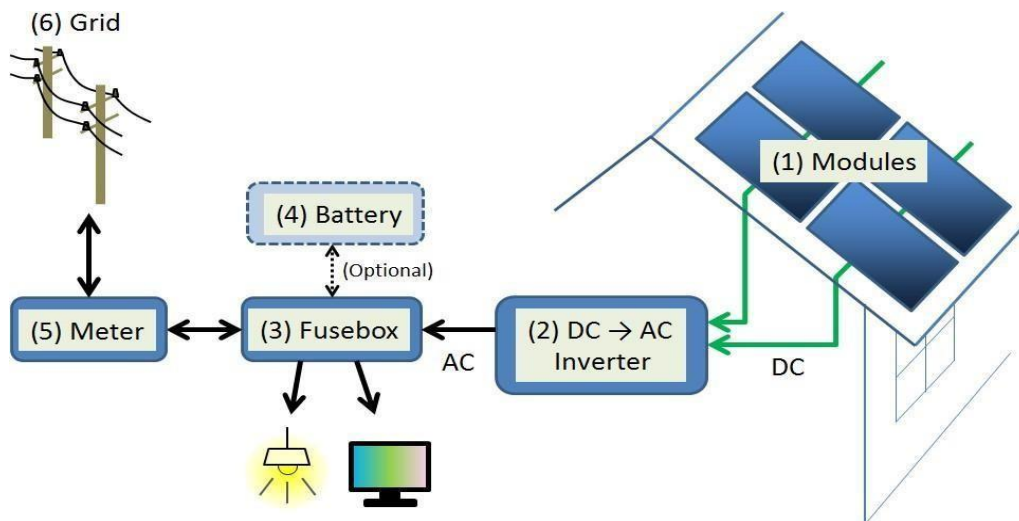 (6) Grid
(1) Modules
(4) Battery
(Optional)
(5) Meter
(3) Fusebox
AC
(2) DC → AC
Inverter
DC